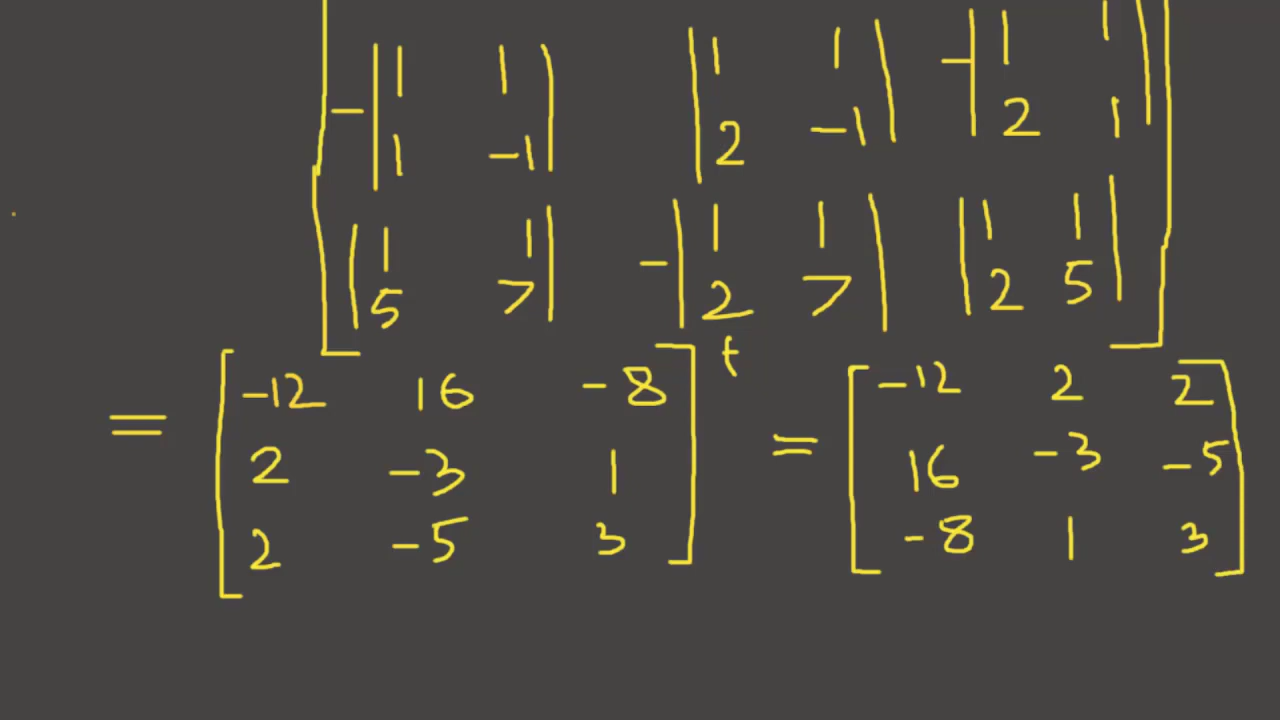 -|1 1| |1 1| -|1 1|
|1 -1| |2 -1| |2 1|
|1 1| -|1 1| |1 1|
|5 7| |2 7| |2 5|
= [-12 16 -8]t = [-12 2 2]
[2 -3 1] [16 -3 -5]
[2 -5 3] [-8 1 3]